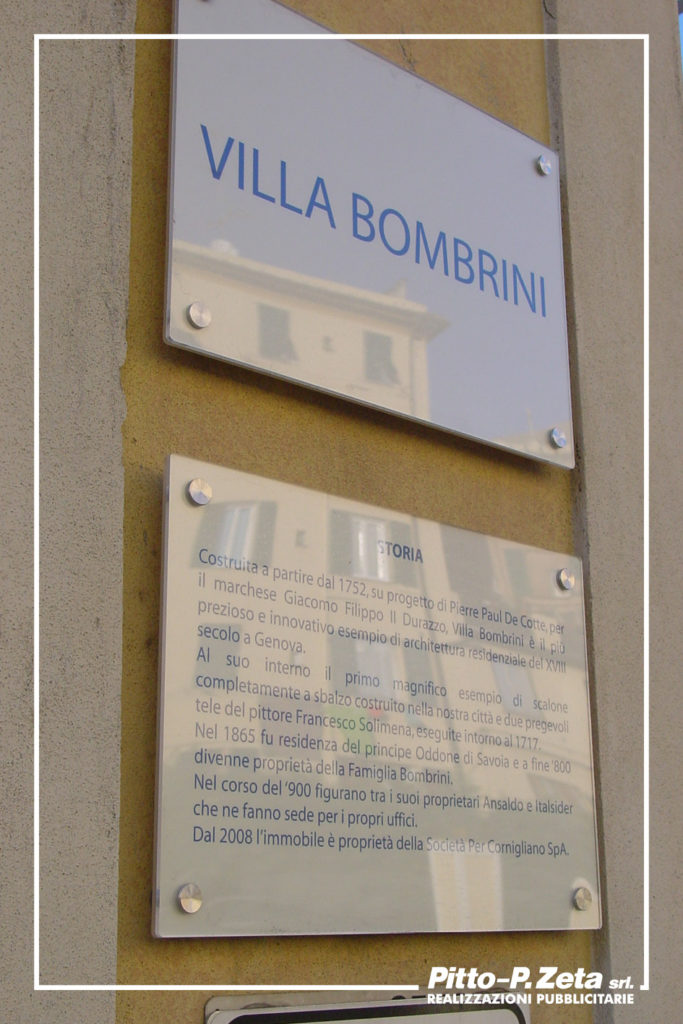 VILLA BOMBRINI
STORIA
Costruita a partire dal 1752, su progetto di Pierre Paul De Cotte, per
il marchese Giacomo Filippo II Durazzo, Villa Bombrini è il più
prezioso e innovativo esempio di architettura residenziale del XVIII
secolo a Genova.
Al suo interno il primo magnifico esempio di scalone
completamente a sbalzo costruito nella nostra città e due pregevoli
tele del pittore Francesco Solimena, eseguite intorno al 1717.
Nel 1865 fu residenza del principe Oddone di Savoia e a fine '800
divenne proprietà della Famiglia Bombrini.
Nel corso del '900 figurano tra i suoi proprietari Ansaldo e Italsider
che ne fanno sede per i propri uffici.
Dal 2008 l'immobile è proprietà della Società Per Cornigliano SpA.
Pitto-P.Zeta srl.
REALIZZAZIONI PUBBLICITARIE